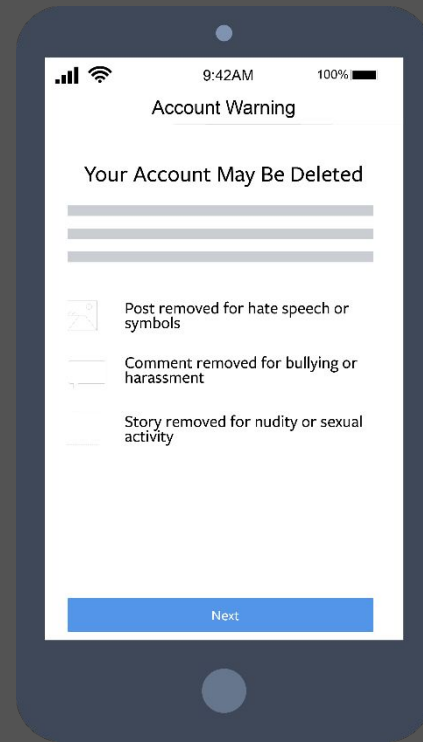 9:42AM 100%
Account Warning
Your Account May Be Deleted
Post removed for hate speech or
symbols
Comment removed for bullying or
harassment
Story removed for nudity or sexual
activity
Next